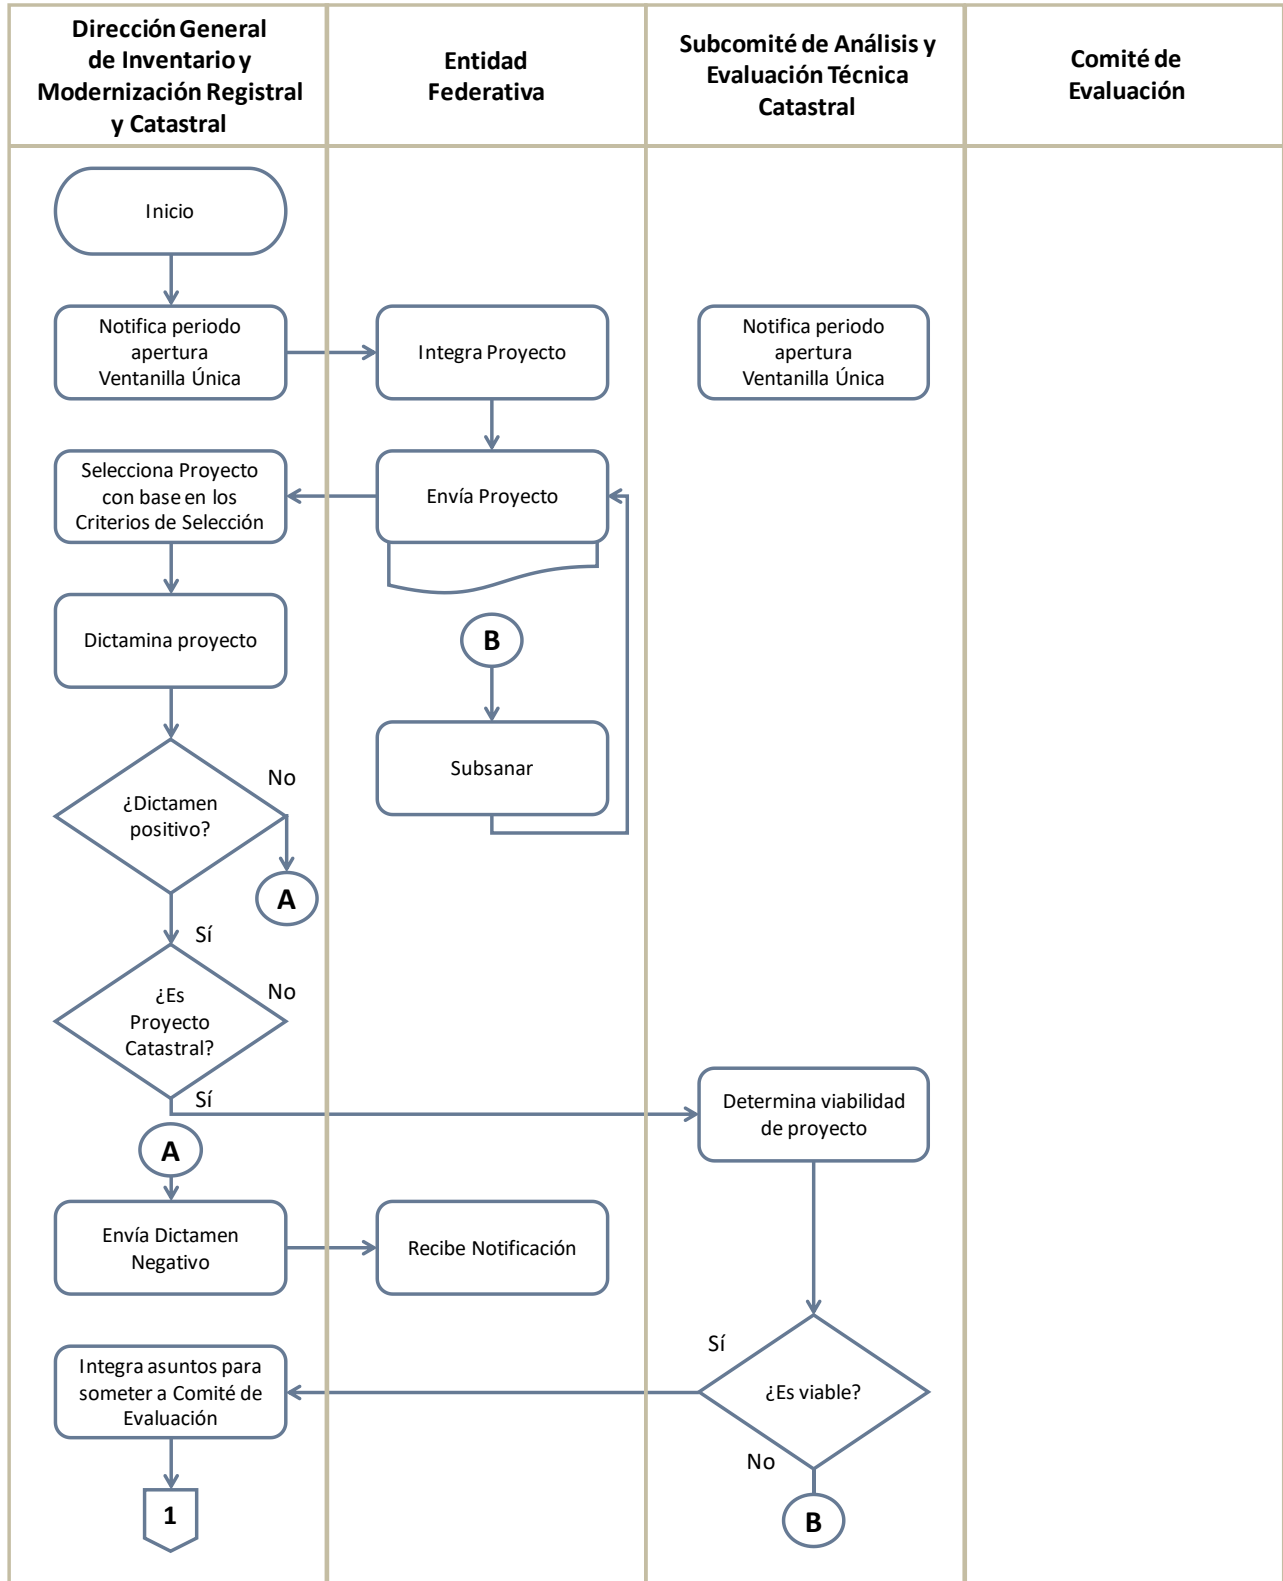 Dirección General
de Inventario y
Modernización Registral
y Catastral
Entidad
Federativa
Subcomité de Análisis y
Evaluación Técnica
Catastral
Comité de
Evaluación
Inicio
Notifica periodo
apertura
Ventanilla Única
Integra Proyecto
Notifica periodo
apertura
Ventanilla Única
Selecciona Proyecto
con base en los
Criterios de Selección
Envía Proyecto
Dictamina proyecto
B
Subsanar
¿Dictamen
positivo?
No
A
Sí
¿Es
Proyecto
Catastral?
No
Sí
Determina viabilidad
de proyecto
A
Envía Dictamen
Negativo
Recibe Notificación
Integra asuntos para
someter a Comité de
Evaluación
Sí
¿Es viable?
No
1
B